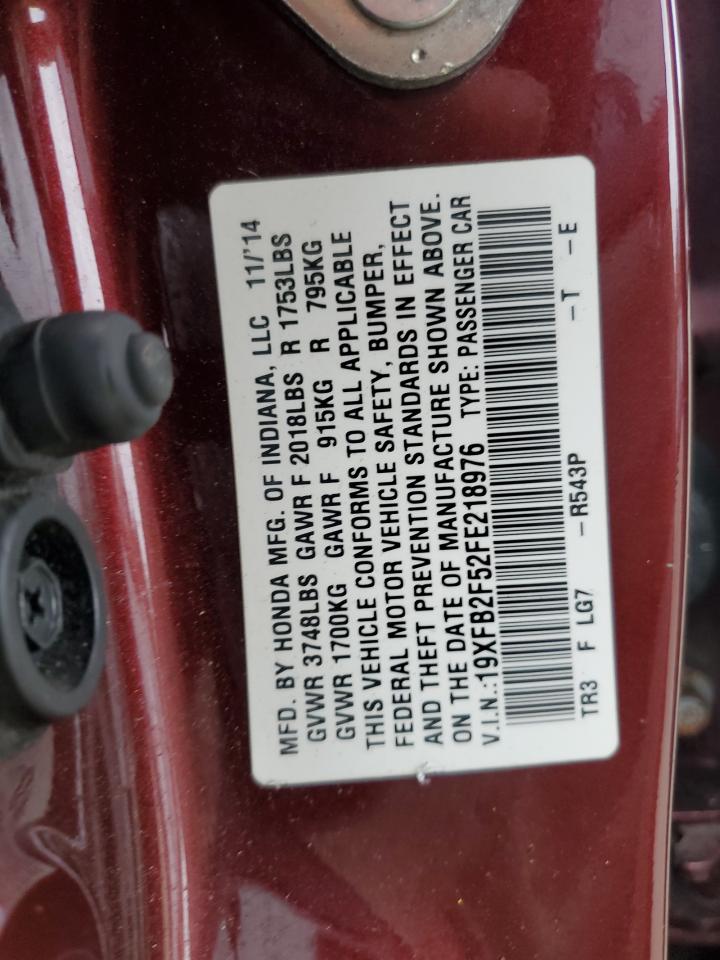 MFD. BY HONDA MFG. OF INDIANA, LLC 11/'14
GVWR 3748LBS GAWR F 2018LBS R 1753LBS
GVWR 1700KG GAWR F 915KG R 795KG
THIS VEHICLE CONFORMS TO ALL APPLICABLE
FEDERAL MOTOR VEHICLE SAFETY, BUMPER,
AND THEFT PREVENTION STANDARDS IN EFFECT
ON THE DATE OF MANUFACTURE SHOWN ABOVE.
V.I.N.:19XFB2F52FE218976 TYPE: PASSENGER CAR
TR3 F LG7 -R543P -T -E